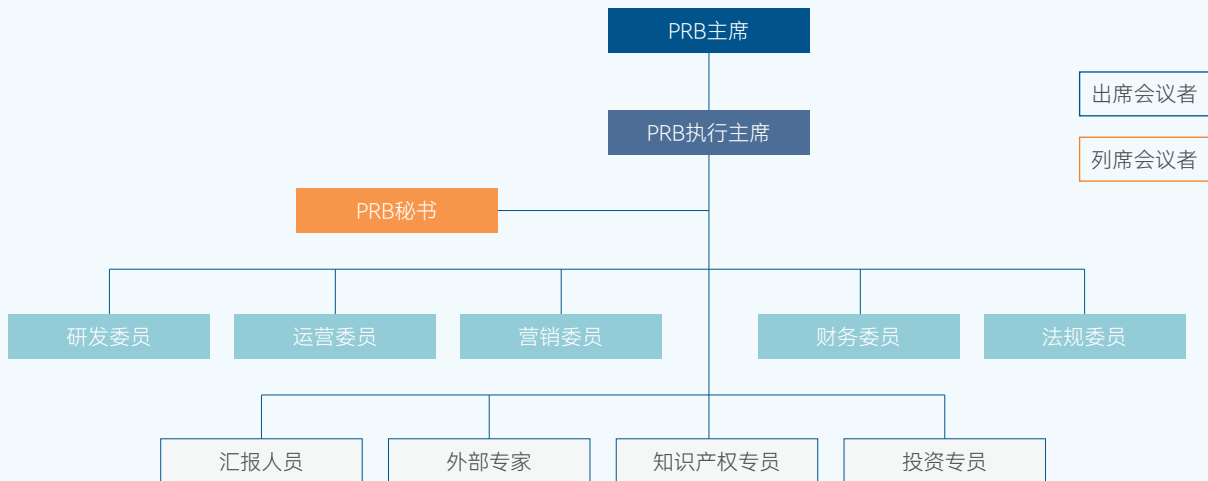 PRB主席
出席会议者
PRB执行主席
列席会议者
PRB秘书
研发委员
运营委员
营销委员
财务委员
法规委员
汇报人员
外部专家
知识产权专员
投资专员